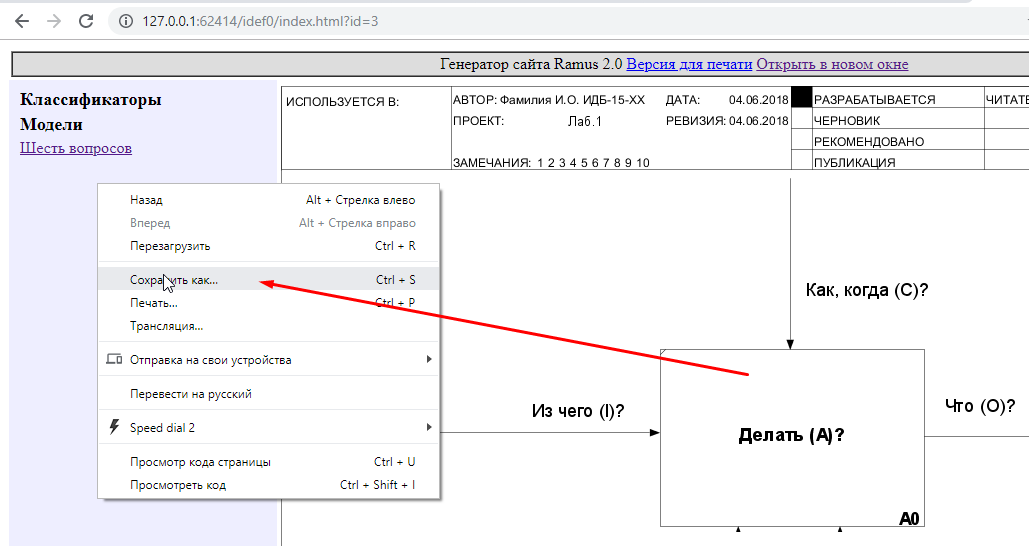 127.0.0.1:62414/idef0/index.html?id=3
Генератор сайта Ramus 2.0 Версия для печати Открыть в новом окне
Классификаторы
Модели
Шесть вопросов
ИСПОЛЬЗУЕТСЯ В:
АВТОР: Фамилия И.О. ИДБ-15-ХХ
ДАТА: 04.06.2018
РАЗРАБАТЫВАЕТСЯ
ЧИТАТЕ
ПРОЕКТ: Лаб.1
РЕВИЗИЯ: 04.06.2018
ЧЕРНОВИК
РЕКОМЕНДОВАНО
ЗАМЕЧАНИЯ: 1 2 3 4 5 6 7 8 9 10
ПУБЛИКАЦИЯ
Назад Alt + Стрелка влево
Вперед Alt + Стрелка вправо
Перезагрузить Ctrl + R
Сохранить как... Ctrl + S
Печать... Ctrl + P
Трансляция...
Отправка на свои устройства
Перевести на русский
Speed dial 2
Просмотр кода страницы Ctrl + U
Просмотреть код Ctrl + Shift + I
Как, когда (C)?
Из чего (I)?
Делать (A)?
A0
Что (O)?